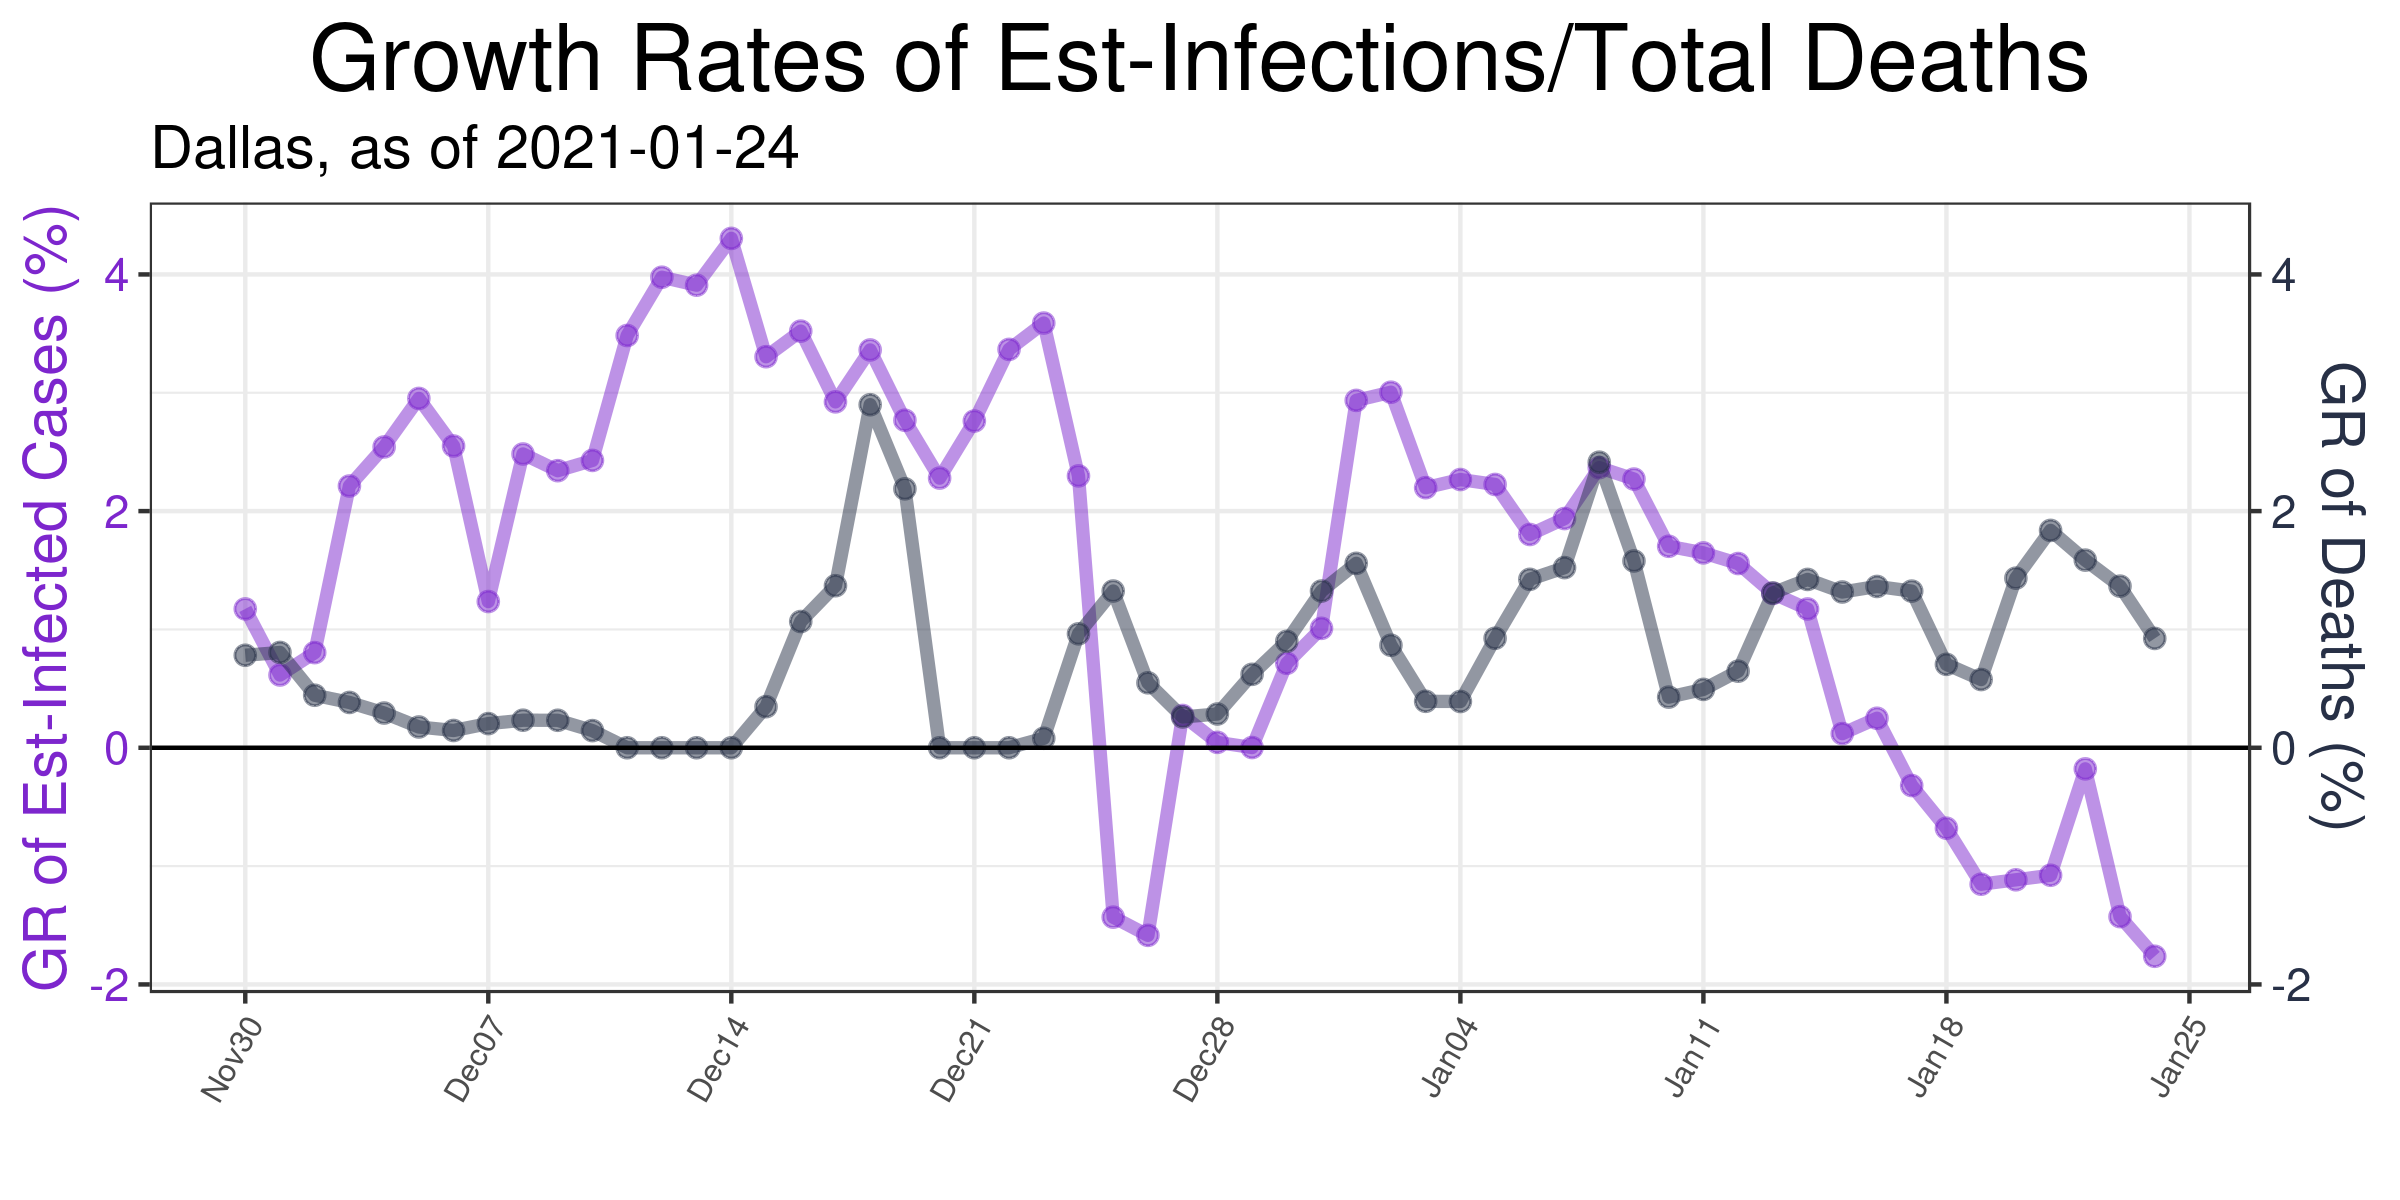 Growth Rates of Est-Infections/Total Deaths
Dallas, as of 2021-01-24
GR of Est-Infected Cases (%)
4
2
0
-2
4
2
0
-2
GR of Deaths (%)
Nov30
Dec07
Dec14
Dec21
Dec28
Jan04
Jan11
Jan18
Jan25